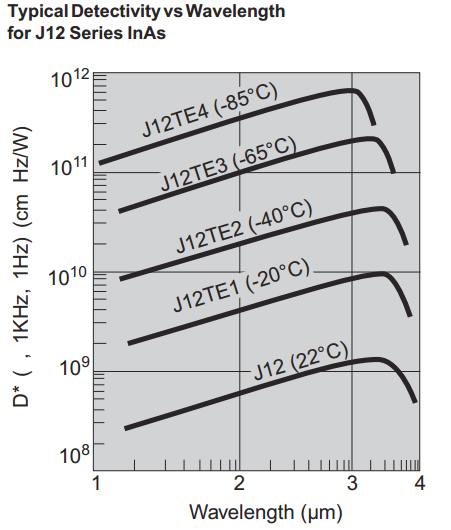 Typical Detectivity vs Wavelength
for J12 Series InAs
10¹²
10¹¹
10¹⁰
10⁹
10⁸
D* ( , 1KHz, 1Hz) (cm Hz/W)
J12TE4 (-85°C)
J12TE3 (-65°C)
J12TE2 (-40°C)
J12TE1 (-20°C)
J12 (22°C)
1 2 3 4
Wavelength (µm)